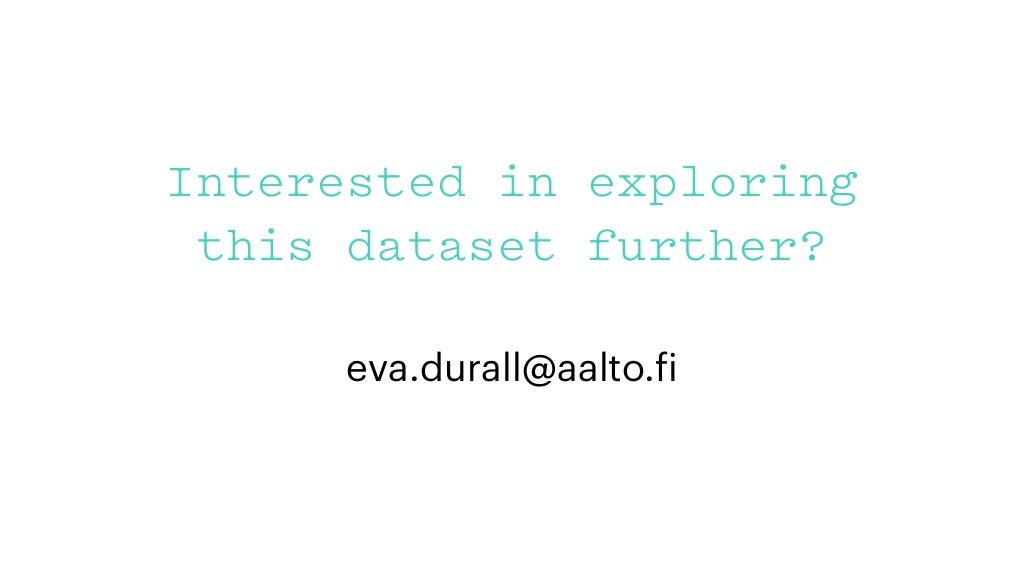 Interested in exploring
this dataset further?
eva.durall@aalto.fi